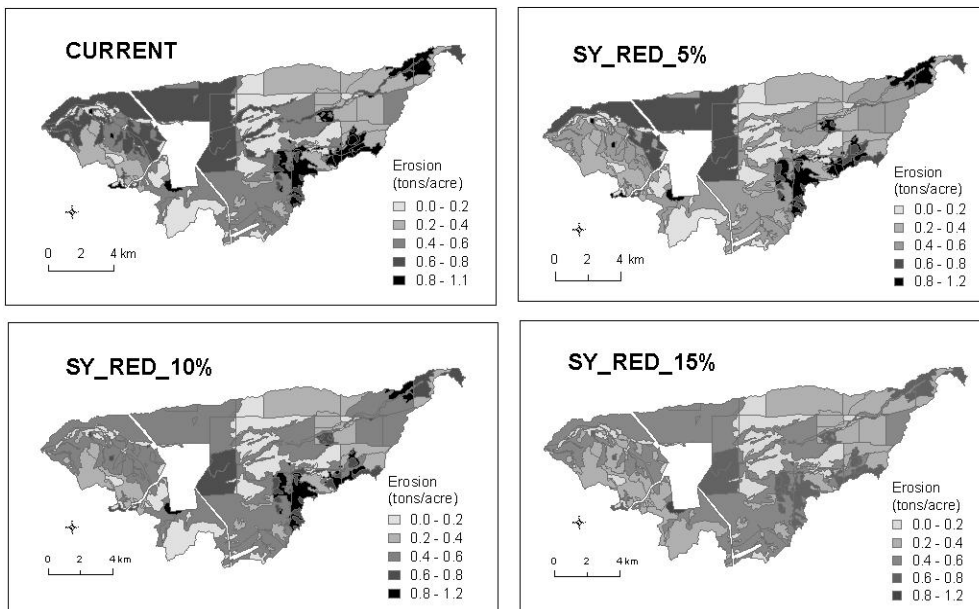 CURRENT
Erosion
(tons/acre)
0.0 - 0.2
0.2 - 0.4
0.4 - 0.6
0.6 - 0.8
0.8 - 1.1
0 2 4 km
SY_RED_5%
Erosion
(tons/acre)
0.0 - 0.2
0.2 - 0.4
0.4 - 0.6
0.6 - 0.8
0.8 - 1.2
0 2 4 km
SY_RED_10%
Erosion
(tons/acre)
0.0 - 0.2
0.2 - 0.4
0.4 - 0.6
0.6 - 0.8
0.8 - 1.2
0 2 4 km
SY_RED_15%
Erosion
(tons/acre)
0.0 - 0.2
0.2 - 0.4
0.4 - 0.6
0.6 - 0.8
0.8 - 1.2
0 2 4 km